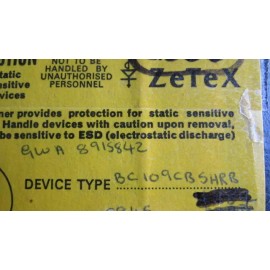 UTION NOT TO BE
HANDLED BY
UNAUTHORISED
PERSONNEL
tatic
nsitive
vices
ZeTeX
ner provides protection for static sensitive
Handle devices with caution upon removal,
be sensitive to ESD (electrostatic discharge)
GWA 8915842
DEVICE TYPE BC109CBSHRB